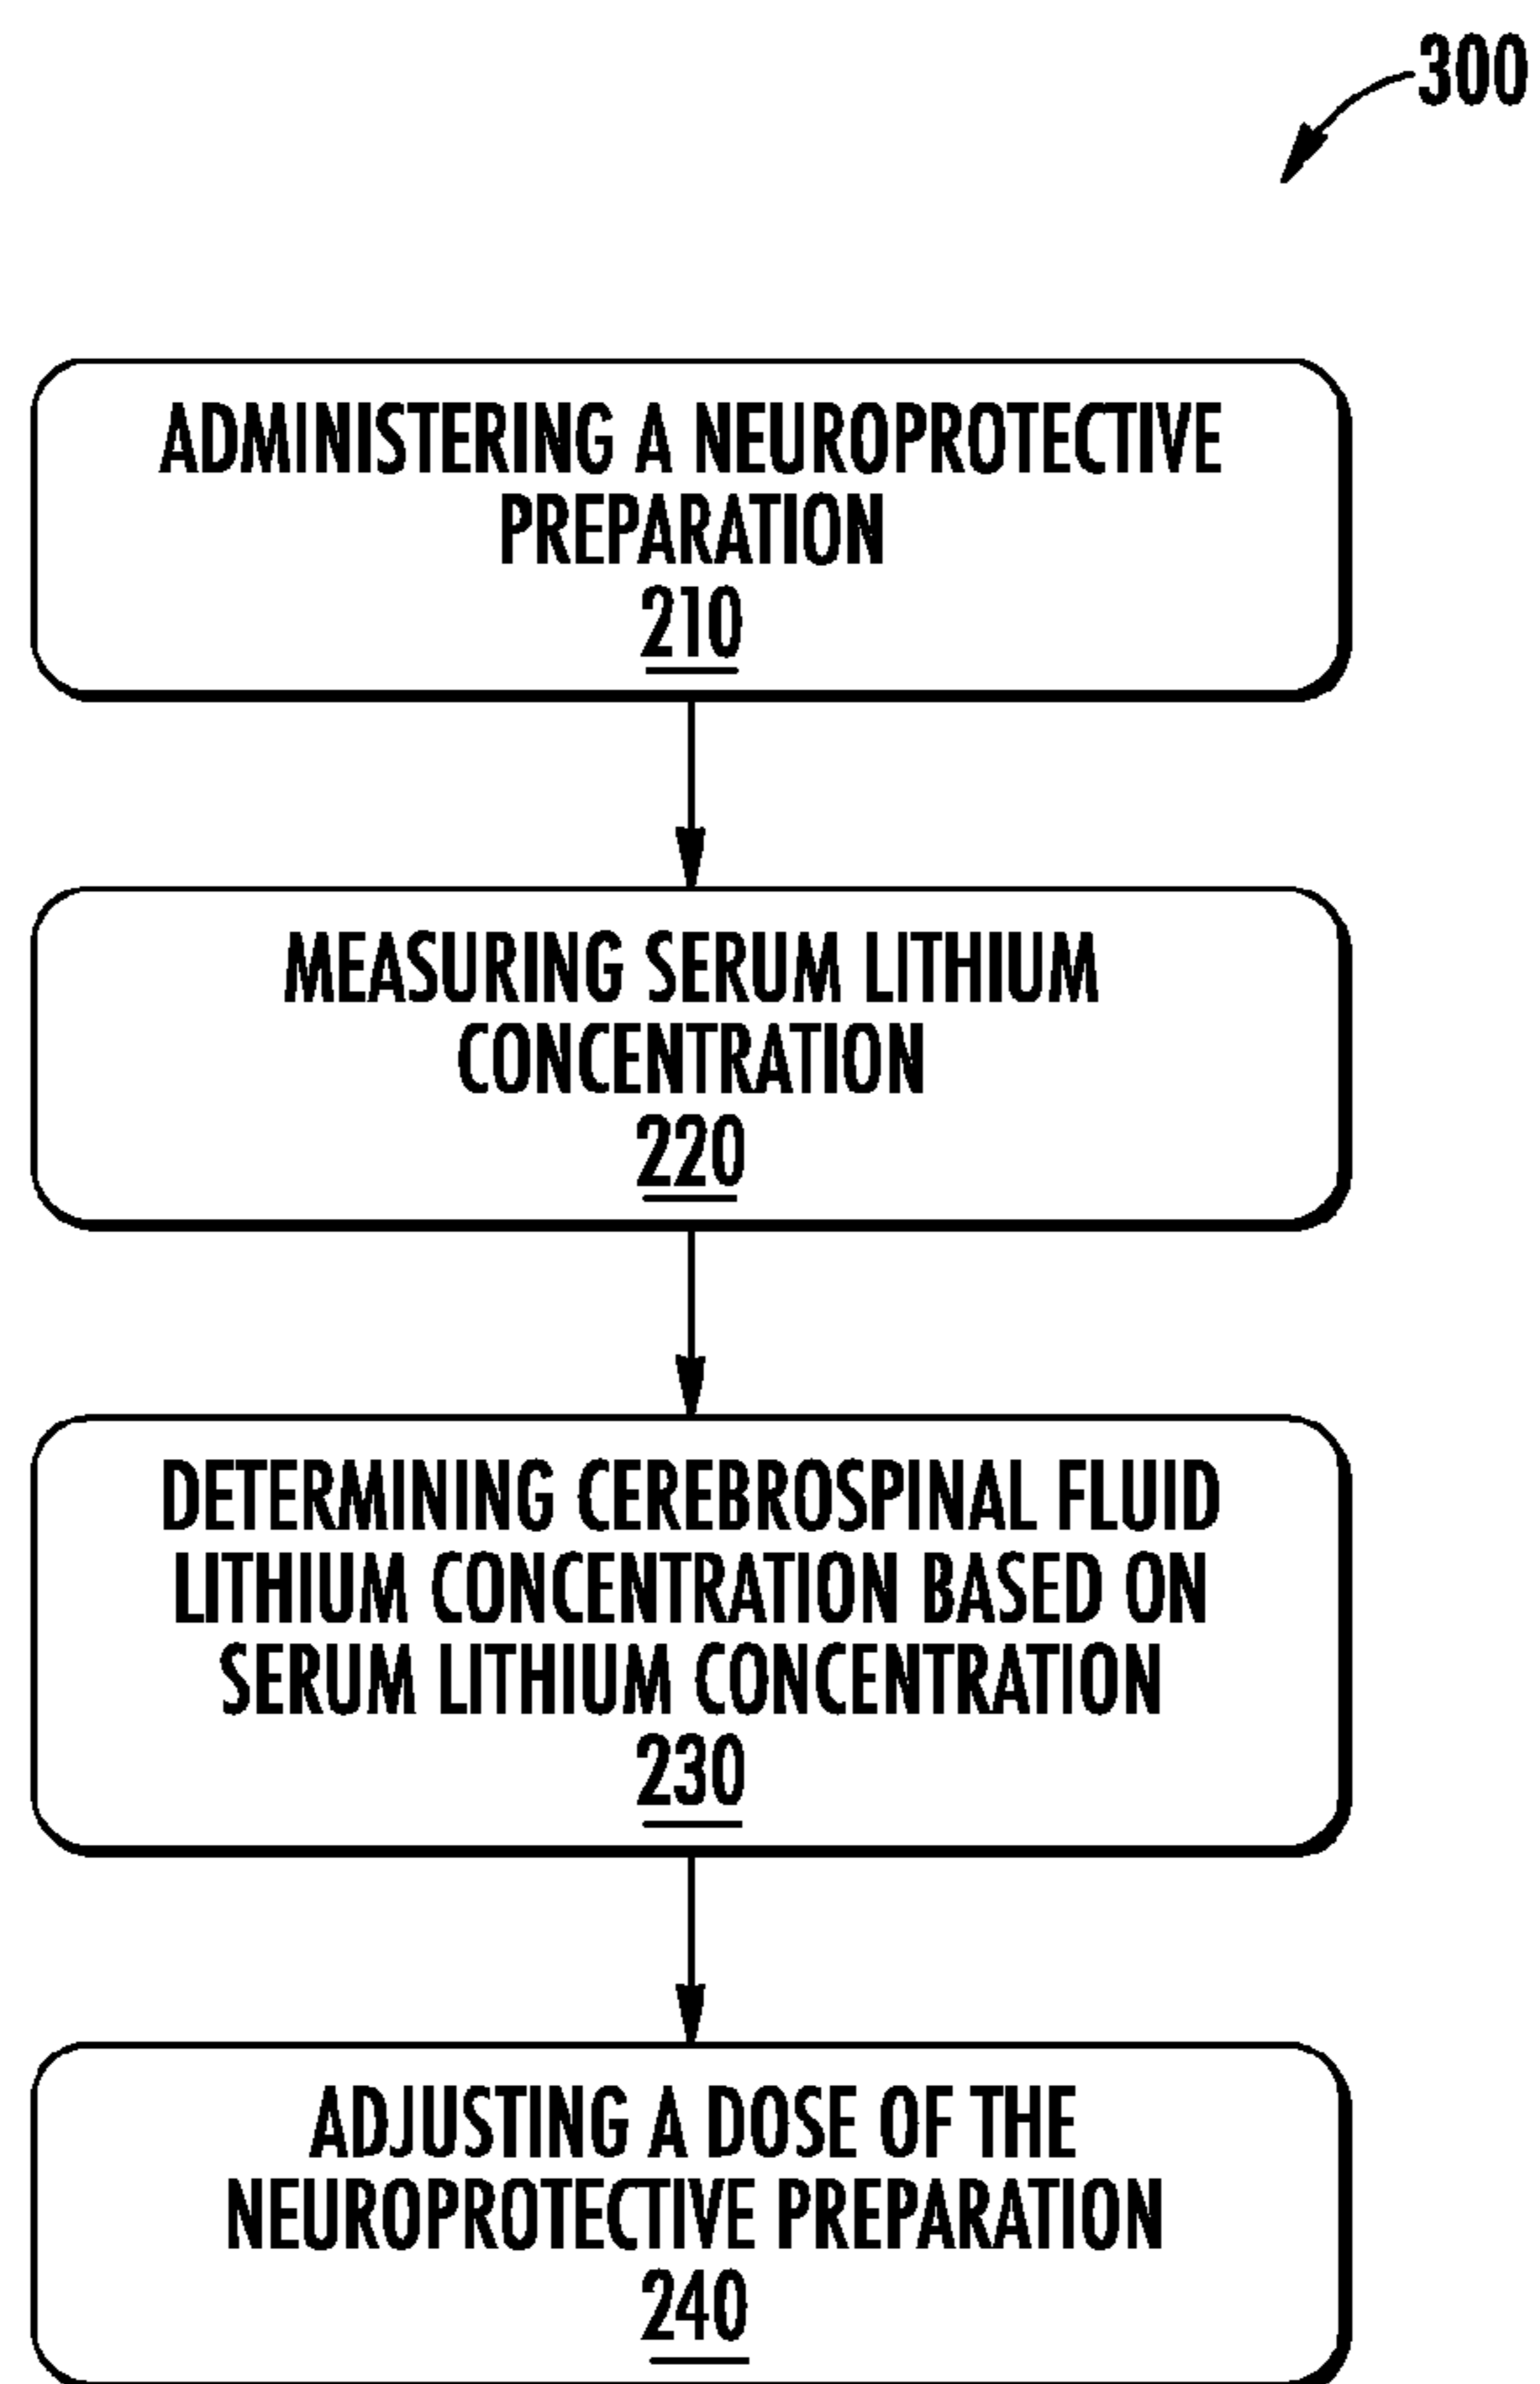 300
ADMINISTERING A NEUROPROTECTIVE
PREPARATION
210
MEASURING SERUM LITHIUM
CONCENTRATION
220
DETERMINING CEREBROSPINAL FLUID
LITHIUM CONCENTRATION BASED ON
SERUM LITHIUM CONCENTRATION
230
ADJUSTING A DOSE OF THE
NEUROPROTECTIVE PREPARATION
240